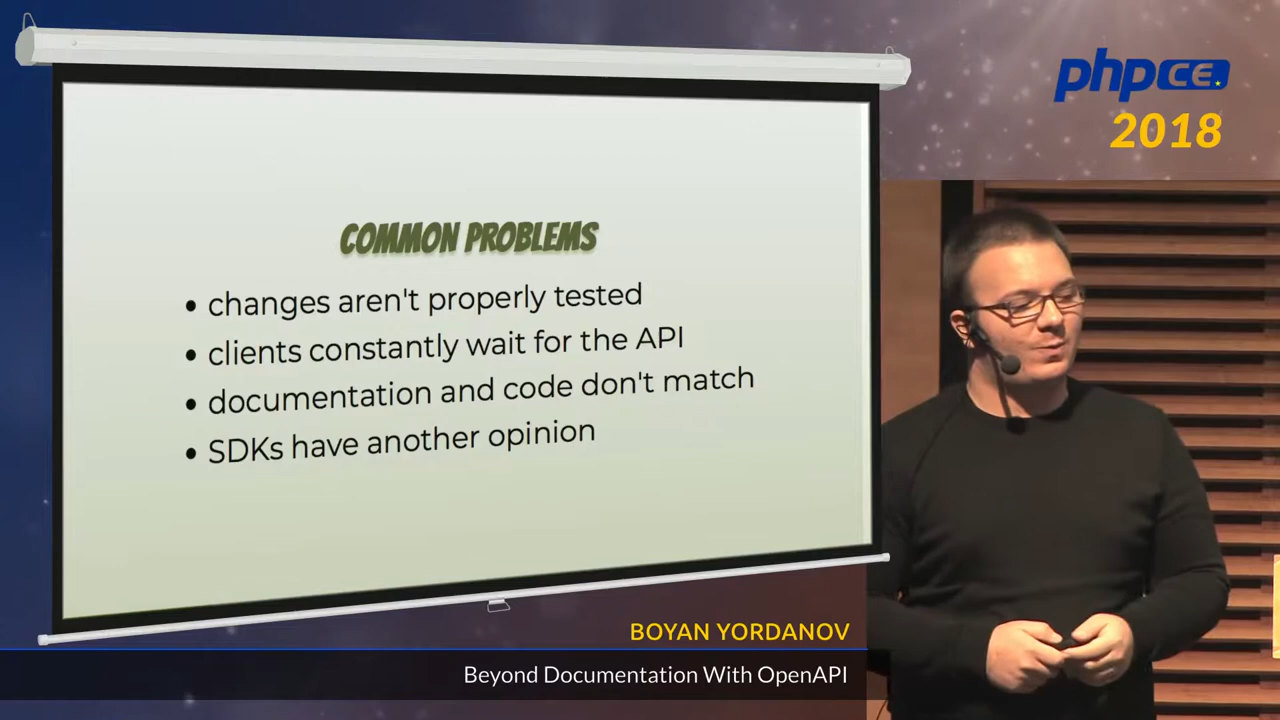 phpCE
2018
COMMON PROBLEMS
• changes aren't properly tested
• clients constantly wait for the API
• documentation and code don't match
• SDKs have another opinion
BOYAN YORDANOV
Beyond Documentation With OpenAPI